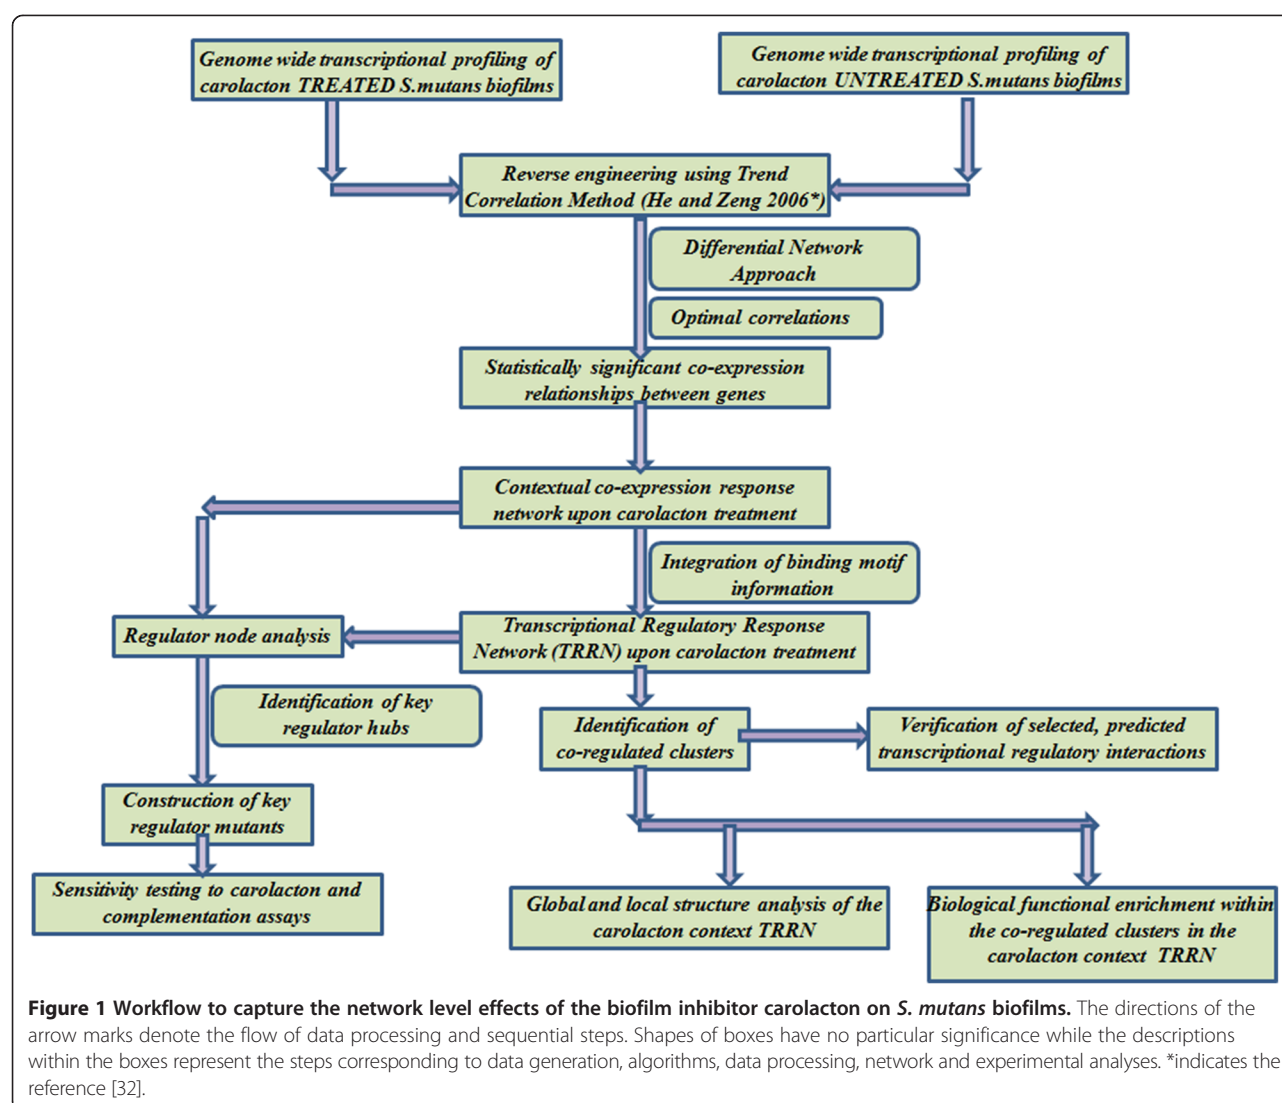 Genome wide transcriptional profiling of
carolacton TREATED S.mutans biofilms
Genome wide transcriptional profiling of
carolacton UNTREATED S.mutans biofilms
Reverse engineering using Trend
Correlation Method (He and Zeng 2006*)
Differential Network
Approach
Optimal correlations
Statistically significant co-expression
relationships between genes
Contextual co-expression response
network upon carolacton treatment
Integration of binding motif
information
Regulator node analysis
Transcriptional Regulatory Response
Network (TRRN) upon carolacton treatment
Identification of key
regulator hubs
Identification of
co-regulated clusters
Verification of selected, predicted
transcriptional regulatory interactions
Construction of key
regulator mutants
Sensitivity testing to carolacton and
complementation assays
Global and local structure analysis of the
carolacton context TRRN
Biological functional enrichment within
the co-regulated clusters in the
carolacton context TRRN
Figure 1 Workflow to capture the network level effects of the biofilm inhibitor carolacton on S. mutans biofilms. The directions of the
arrow marks denote the flow of data processing and sequential steps. Shapes of boxes have no particular significance while the descriptions
within the boxes represent the steps corresponding to data generation, algorithms, data processing, network and experimental analyses. *indicates the
reference [32].